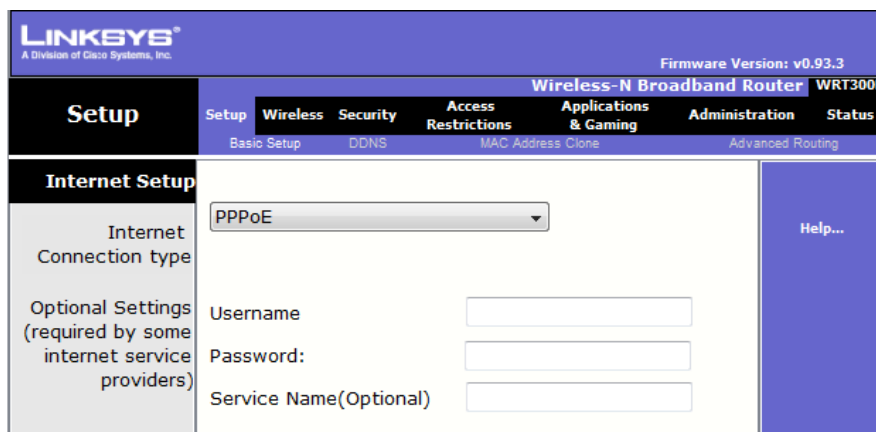 LINKSYS®
A Division of Cisco Systems, Inc.
Firmware Version: v0.93.3
Wireless-N Broadband Router WRT300
Setup
Setup Wireless Security Access Restrictions Applications & Gaming Administration Status
Basic Setup DDNS MAC Address Clone Advanced Routing
Internet Setup
PPPoE
Help...
Internet
Connection type
Optional Settings
(required by some
internet service
providers)
Username
Password:
Service Name(Optional)